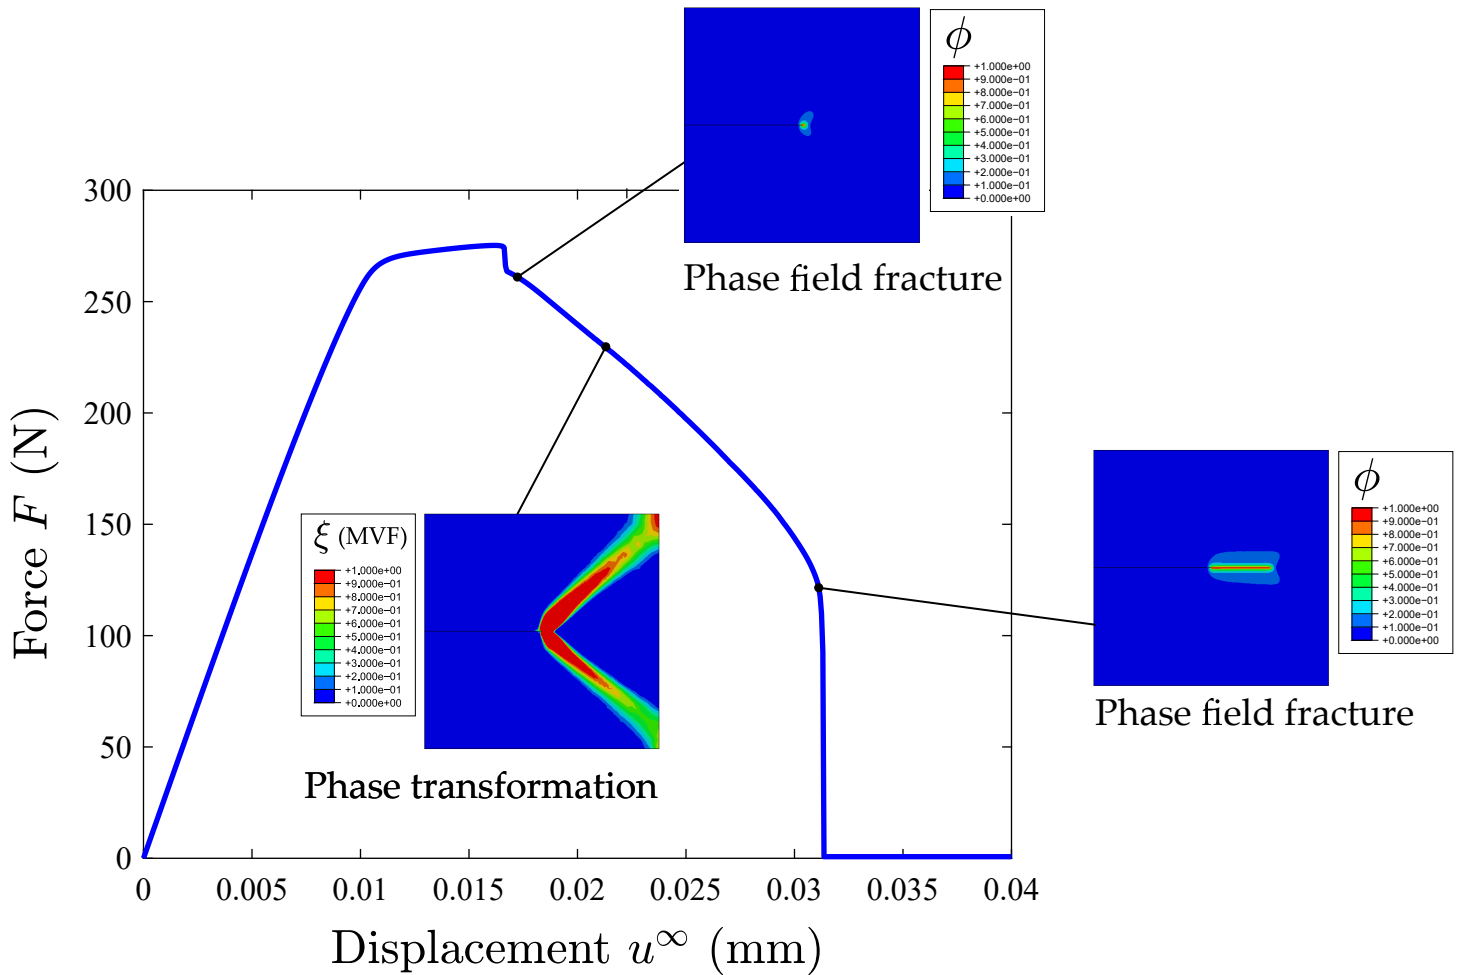 ϕ
+1.000e+00
+9.000e−01
+8.000e−01
+7.000e−01
+6.000e−01
+5.000e−01
+4.000e−01
+3.000e−01
+2.000e−01
+1.000e−01
+0.000e+00
Phase field fracture
300
250
200
150
100
50
0
Force F (N)
ξ (MVF)
+1.000e+00
+9.000e−01
+8.000e−01
+7.000e−01
+6.000e−01
+5.000e−01
+4.000e−01
+3.000e−01
+2.000e−01
+1.000e−01
+0.000e+00
Phase transformation
ϕ
+1.000e+00
+9.000e−01
+8.000e−01
+7.000e−01
+6.000e−01
+5.000e−01
+4.000e−01
+3.000e−01
+2.000e−01
+1.000e−01
+0.000e+00
Phase field fracture
0 0.005 0.01 0.015 0.02 0.025 0.03 0.035 0.04
Displacement u∞ (mm)